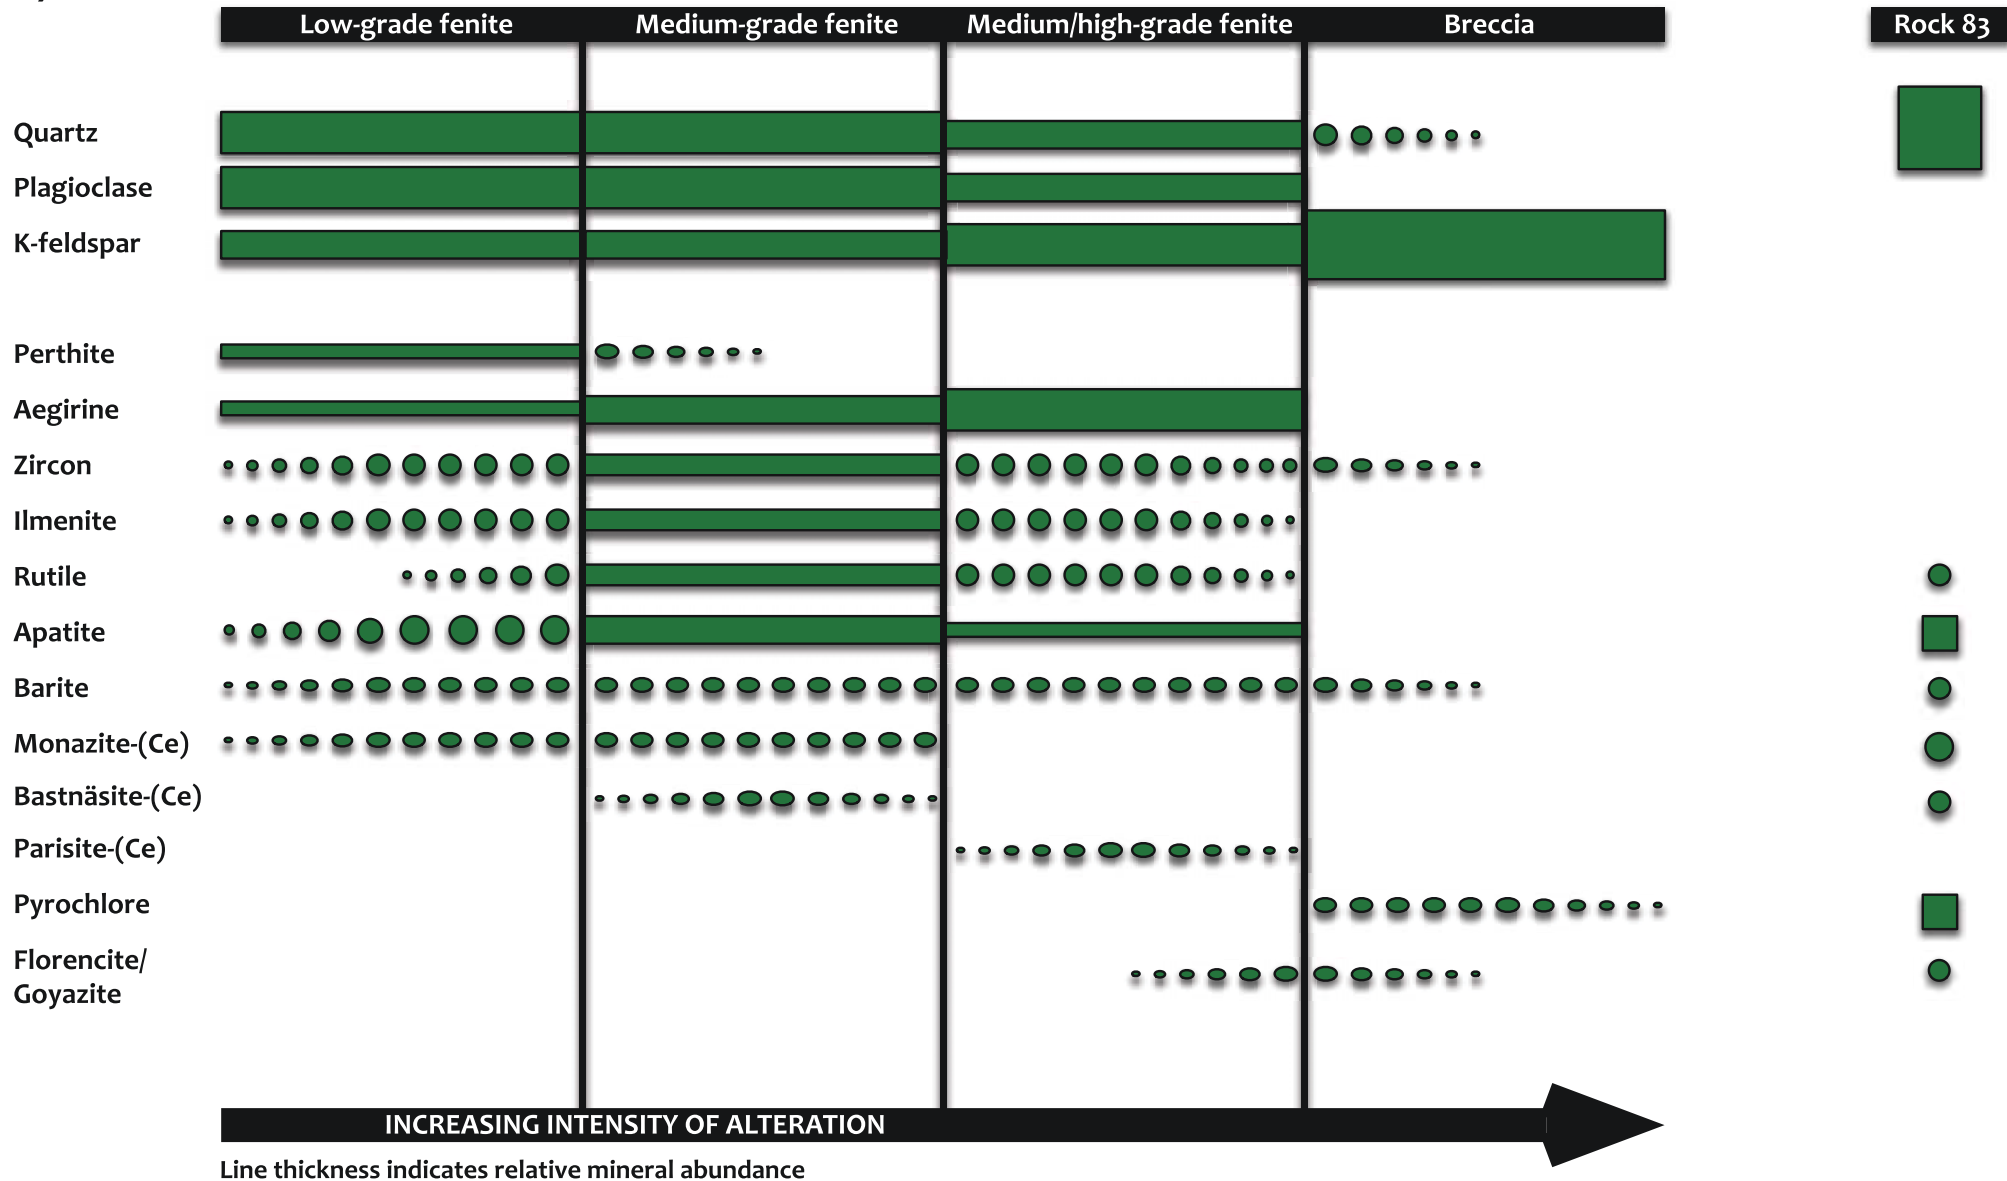 Low-grade fenite
Medium-grade fenite
Medium/high-grade fenite
Breccia
Rock 83
Quartz
Plagioclase
K-feldspar
Perthite
Aegirine
Zircon
Ilmenite
Rutile
Apatite
Barite
Monazite-(Ce)
Bastnäsite-(Ce)
Parisite-(Ce)
Pyrochlore
Florencite/
Goyazite
INCREASING INTENSITY OF ALTERATION
Line thickness indicates relative mineral abundance